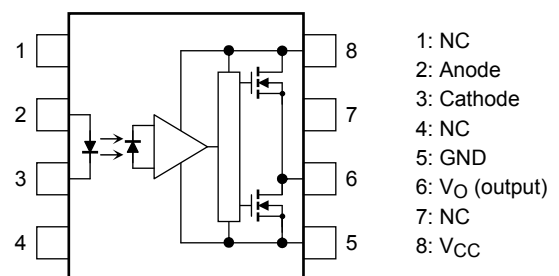 1
2
3
4
8
7
6
5
1: NC
2: Anode
3: Cathode
4: NC
5: GND
6: VO (output)
7: NC
8: VCC